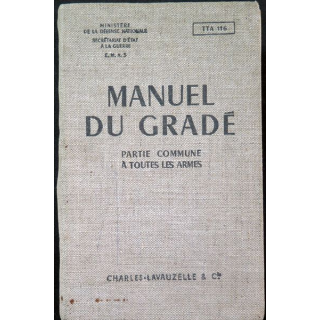 MINISTÈRE
DE LA DÉFENSE NATIONALE
SECRÉTARIAT D'ÉTAT
À LA GUERRE
E.M.A. 3
TTA 116
MANUEL
DU GRADÉ
PARTIE COMMUNE
À TOUTES LES ARMES
CHARLES-LAVAUZELLE & Cie